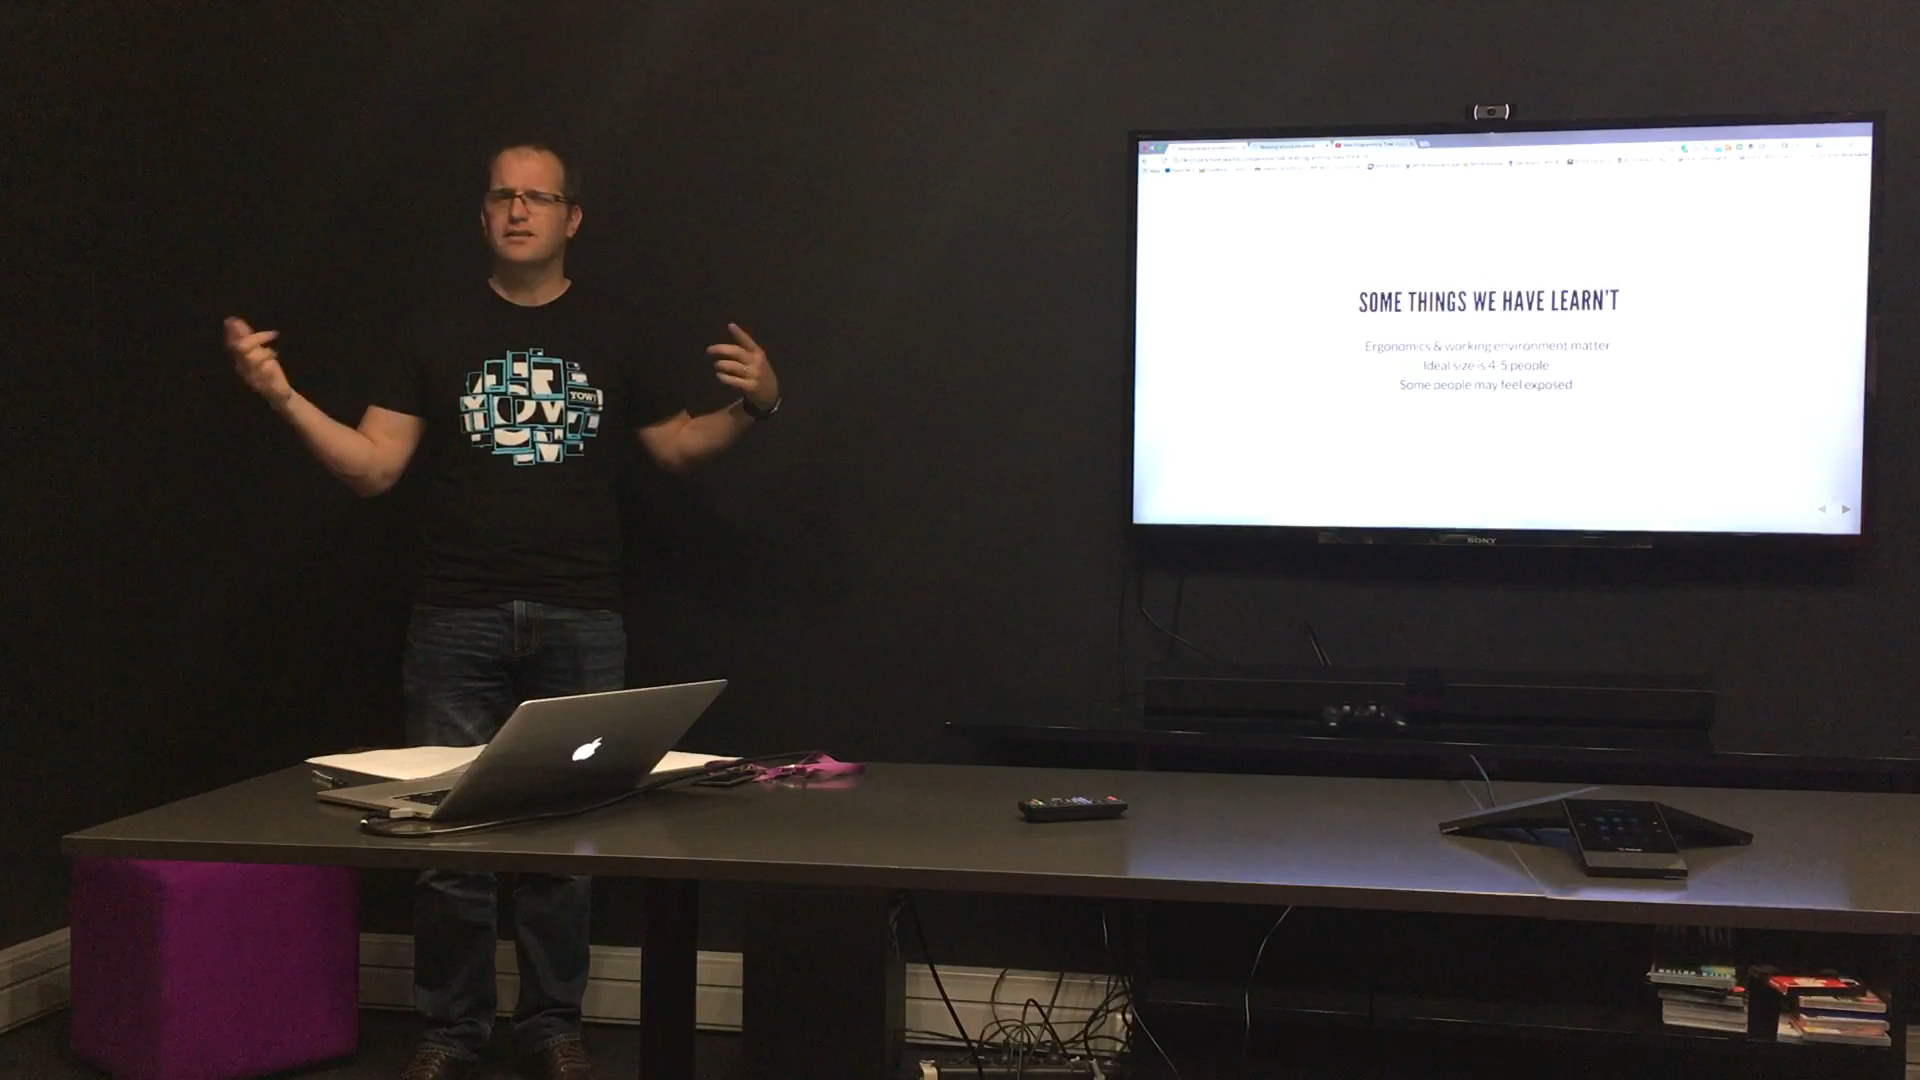 YOW!
SOME THINGS WE HAVE LEARN'T
Ergonomics & working environment matter
Ideal size is 4-5 people
Some people may feel exposed
SONY